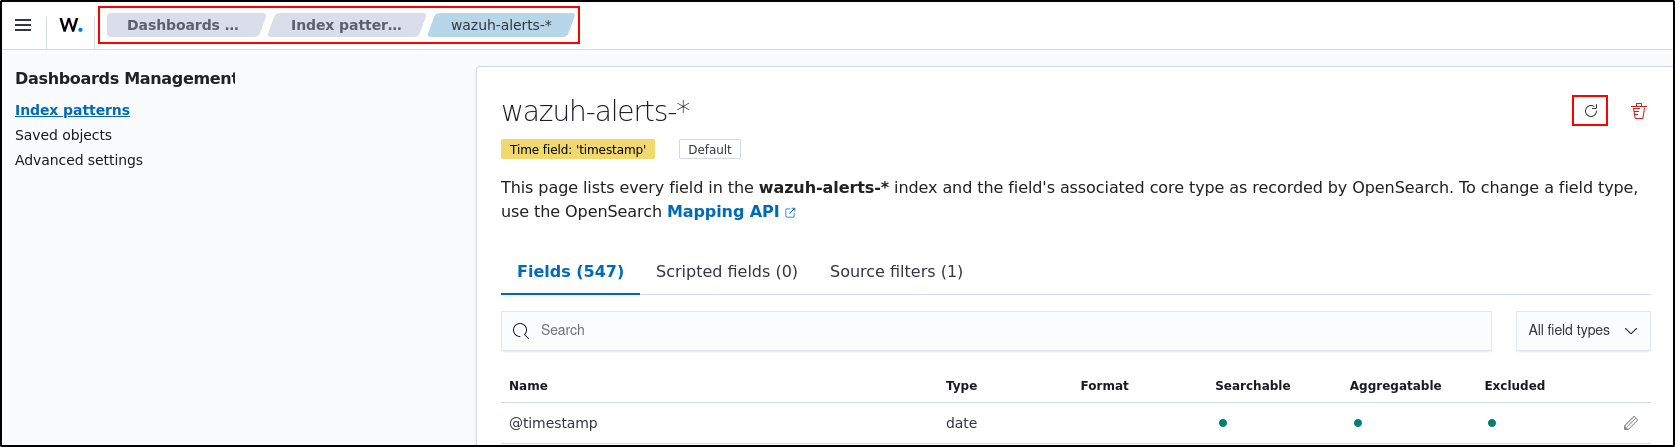 W. Dashboards ... Index patter... wazuh-alerts-*
Dashboards Management
Index patterns
Saved objects
Advanced settings
wazuh-alerts-*
Time field: 'timestamp' Default
This page lists every field in the wazuh-alerts-* index and the field's associated core type as recorded by OpenSearch. To change a field type,
use the OpenSearch Mapping API
Fields (547) Scripted fields (0) Source filters (1)
Search All field types
Name Type Format Searchable Aggregatable Excluded
@timestamp date